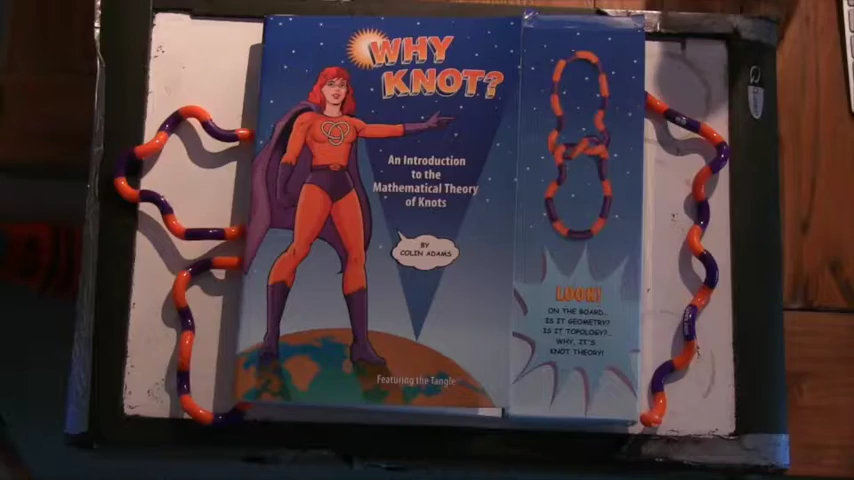 WHY
KNOT?
An Introduction
to the
Mathematical Theory
of Knots
BY
COLIN ADAMS
Featuring the Tangle
LOOK!
ON THE BOARD...
IS IT GEOMETRY?
IS IT TOPOLOGY?...
WHY, IT'S
KNOT THEORY!